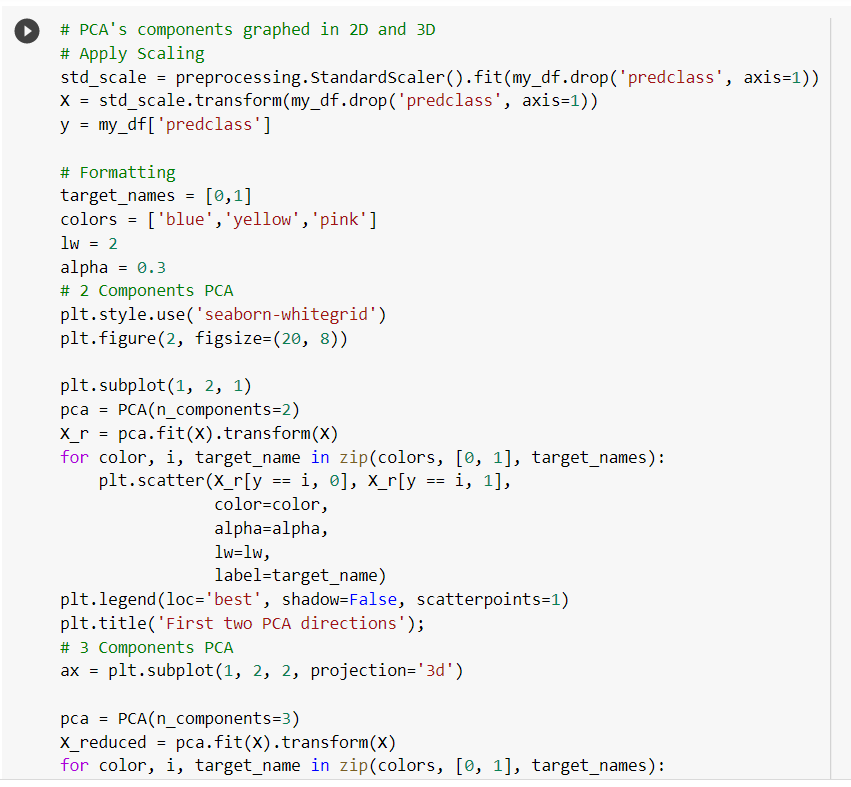 # PCA's components graphed in 2D and 3D
# Apply Scaling
std_scale = preprocessing.StandardScaler().fit(my_df.drop('predclass', axis=1))
X = std_scale.transform(my_df.drop('predclass', axis=1))
y = my_df['predclass']

# Formatting
target_names = [0,1]
colors = ['blue','yellow','pink']
lw = 2
alpha = 0.3
# 2 Components PCA
plt.style.use('seaborn-whitegrid')
plt.figure(2, figsize=(20, 8))

plt.subplot(1, 2, 1)
pca = PCA(n_components=2)
X_r = pca.fit(X).transform(X)
for color, i, target_name in zip(colors, [0, 1], target_names):
    plt.scatter(X_r[y == i, 0], X_r[y == i, 1],
                color=color,
                alpha=alpha,
                lw=lw,
                label=target_name)
plt.legend(loc='best', shadow=False, scatterpoints=1)
plt.title('First two PCA directions');
# 3 Components PCA
ax = plt.subplot(1, 2, 2, projection='3d')

pca = PCA(n_components=3)
X_reduced = pca.fit(X).transform(X)
for color, i, target_name in zip(colors, [0, 1], target_names):